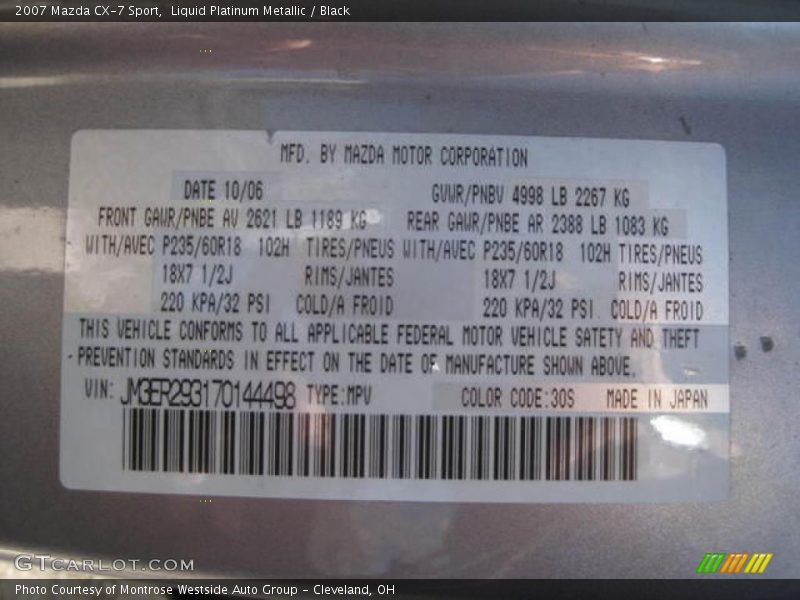 2007 Mazda CX-7 Sport,  Liquid Platinum Metallic / Black
MFD. BY MAZDA MOTOR CORPORATION
DATE 10/06 GVWR/PNBV 4998 LB 2267 KG
FRONT GAWR/PNBE AV 2621 LB 1189 KG REAR GAWR/PNBE AR 2388 LB 1083 KG
WITH/AVEC P235/60R18 102H TIRES/PNEUS WITH/AVEC P235/60R18 102H TIRES/PNEUS
18X7 1/2J RIMS/JANTES 18X7 1/2J RIMS/JANTES
220 KPA/32 PSI COLD/A FROID 220 KPA/32 PSI COLD/A FROID
THIS VEHICLE CONFORMS TO ALL APPLICABLE FEDERAL MOTOR VEHICLE SATETY AND THEFT
PREVENTION STANDARDS IN EFFECT ON THE DATE OF MANUFACTURE SHOWN ABOVE.
VIN: JM3ER293170144498 TYPE:MPV COLOR CODE:30S MADE IN JAPAN
GTCARLOT.COM
Photo Courtesy of Montrose Westside Auto Group - Cleveland, OH